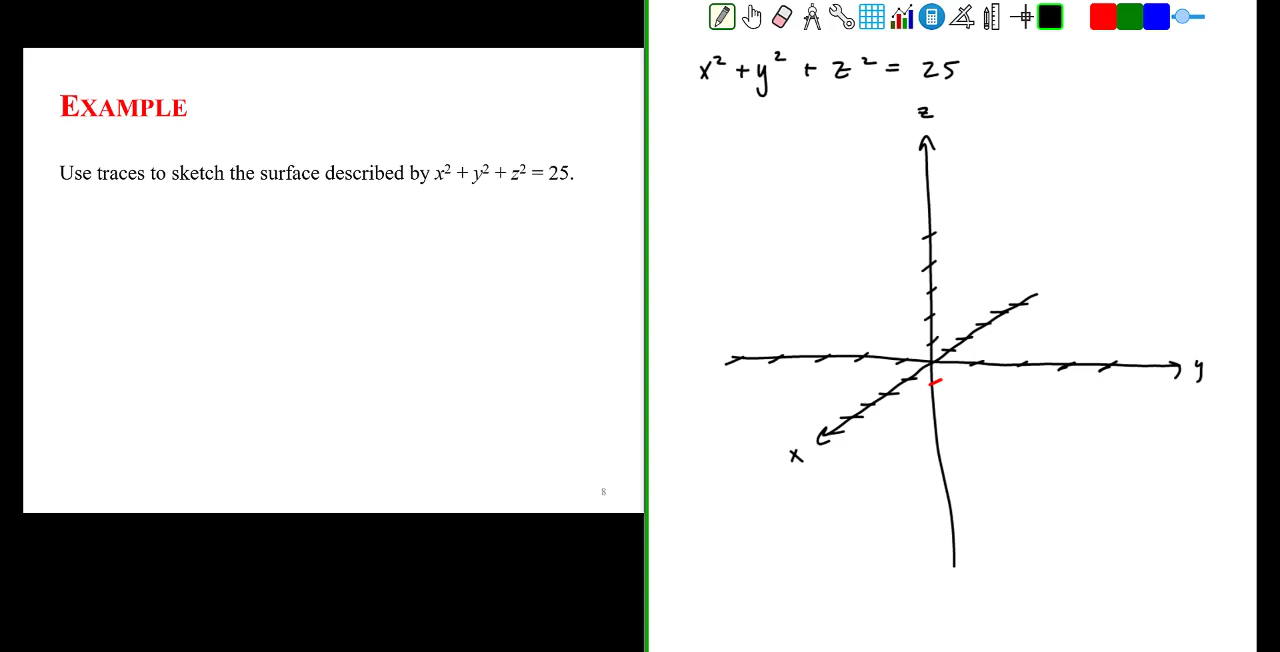 EXAMPLE
Use traces to sketch the surface described by x² + y² + z² = 25.
8
x² + y² + z² = 25
z
y
x